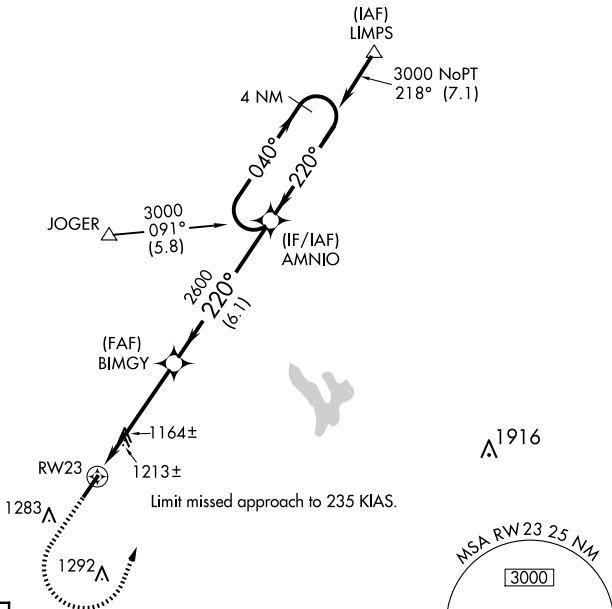 (IAF)
LIMPS
3000 NoPT
218° (7.1)
4 NM
040°
220°
JOGER
3000
091°
(5.8)
(IF/IAF)
AMNIO
2600
220°
(6.1)
(FAF)
BIMGY
1164±
1916
RW23
1213±
Limit missed approach to 235 KIAS.
1283
1292
MSA RW 23 25 NM
3000